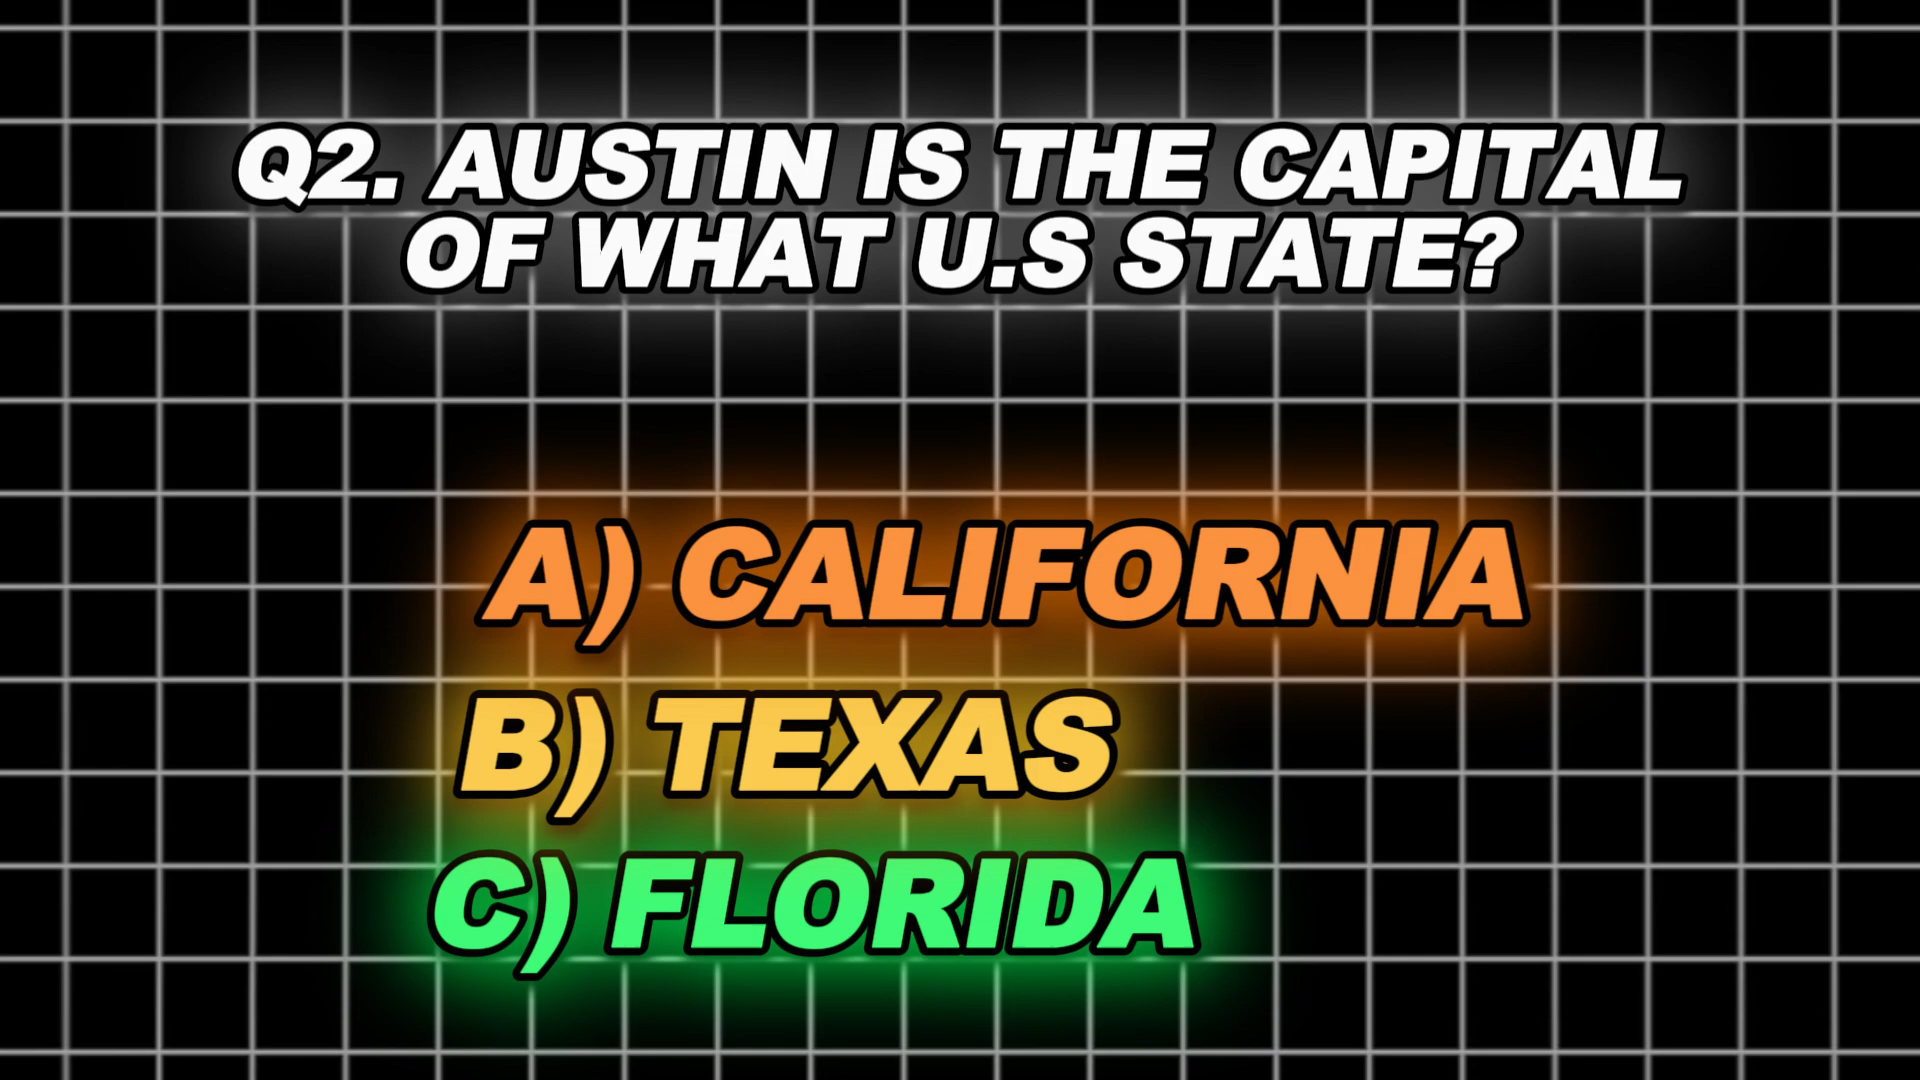 Q2. AUSTIN IS THE CAPITAL
OF WHAT U.S STATE?
A) CALIFORNIA
B) TEXAS
C) FLORIDA